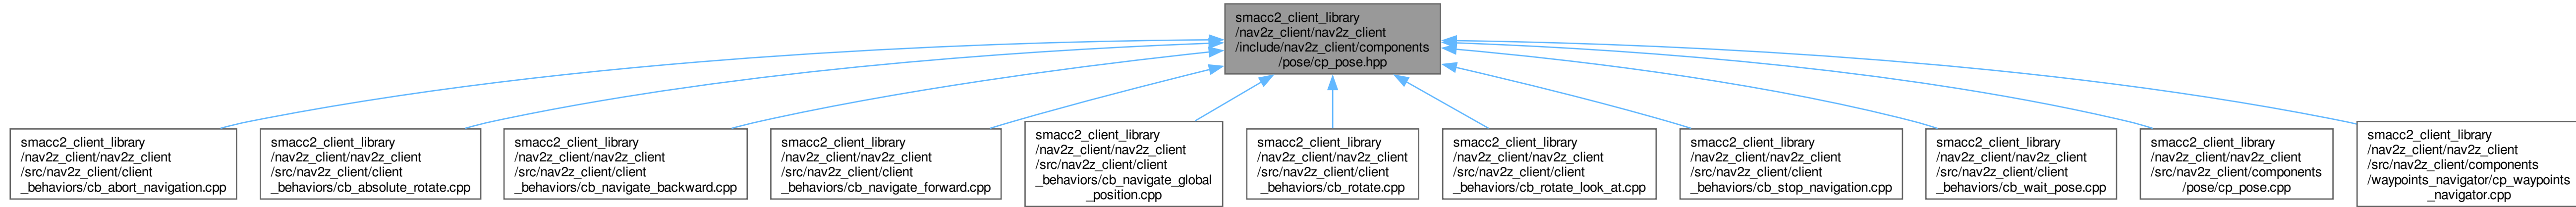 smacc2_client_library
/nav2z_client/nav2z_client
/include/nav2z_client/components
/pose/cp_pose.hpp
smacc2_client_library
/nav2z_client/nav2z_client
/src/nav2z_client/client
_behaviors/cb_abort_navigation.cpp
smacc2_client_library
/nav2z_client/nav2z_client
/src/nav2z_client/client
_behaviors/cb_absolute_rotate.cpp
smacc2_client_library
/nav2z_client/nav2z_client
/src/nav2z_client/client
_behaviors/cb_navigate_backward.cpp
smacc2_client_library
/nav2z_client/nav2z_client
/src/nav2z_client/client
_behaviors/cb_navigate_forward.cpp
smacc2_client_library
/nav2z_client/nav2z_client
/src/nav2z_client/client
_behaviors/cb_navigate_global
_position.cpp
smacc2_client_library
/nav2z_client/nav2z_client
/src/nav2z_client/client
_behaviors/cb_rotate.cpp
smacc2_client_library
/nav2z_client/nav2z_client
/src/nav2z_client/client
_behaviors/cb_rotate_look_at.cpp
smacc2_client_library
/nav2z_client/nav2z_client
/src/nav2z_client/client
_behaviors/cb_stop_navigation.cpp
smacc2_client_library
/nav2z_client/nav2z_client
/src/nav2z_client/client
_behaviors/cb_wait_pose.cpp
smacc2_client_library
/nav2z_client/nav2z_client
/src/nav2z_client/components
/pose/cp_pose.cpp
smacc2_client_library
/nav2z_client/nav2z_client
/src/nav2z_client/components
/waypoints_navigator/cp_waypoints
_navigator.cpp